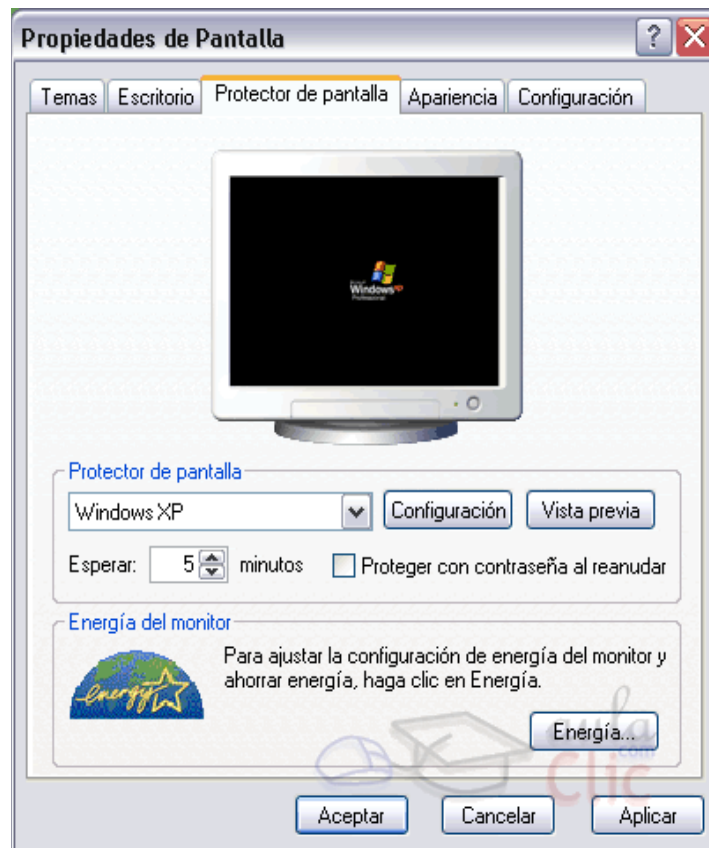 Propiedades de Pantalla
Temas Escritorio Protector de pantalla Apariencia Configuración
Windows xp
Professional
Protector de pantalla
Windows XP Configuración Vista previa
Esperar: 5 minutos Proteger con contraseña al reanudar
Energía del monitor
energy
Para ajustar la configuración de energía del monitor y
ahorrar energía, haga clic en Energía.
Energía...
aula
Clic
com
Aceptar Cancelar Aplicar